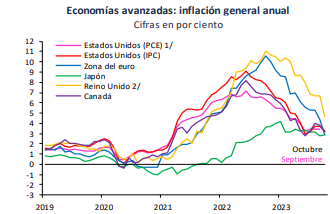 Economías avanzadas: inflación general anual
Cifras en por ciento
12
11
10
9
8
7
6
5
4
3
2
1
0
-1
-2
-3
Estados Unidos (PCE) 1/
Estados Unidos (IPC)
Zona del euro
Japón
Reino Unido 2/
Canadá
Octubre
Septiembre
2019 2020 2021 2022 2023